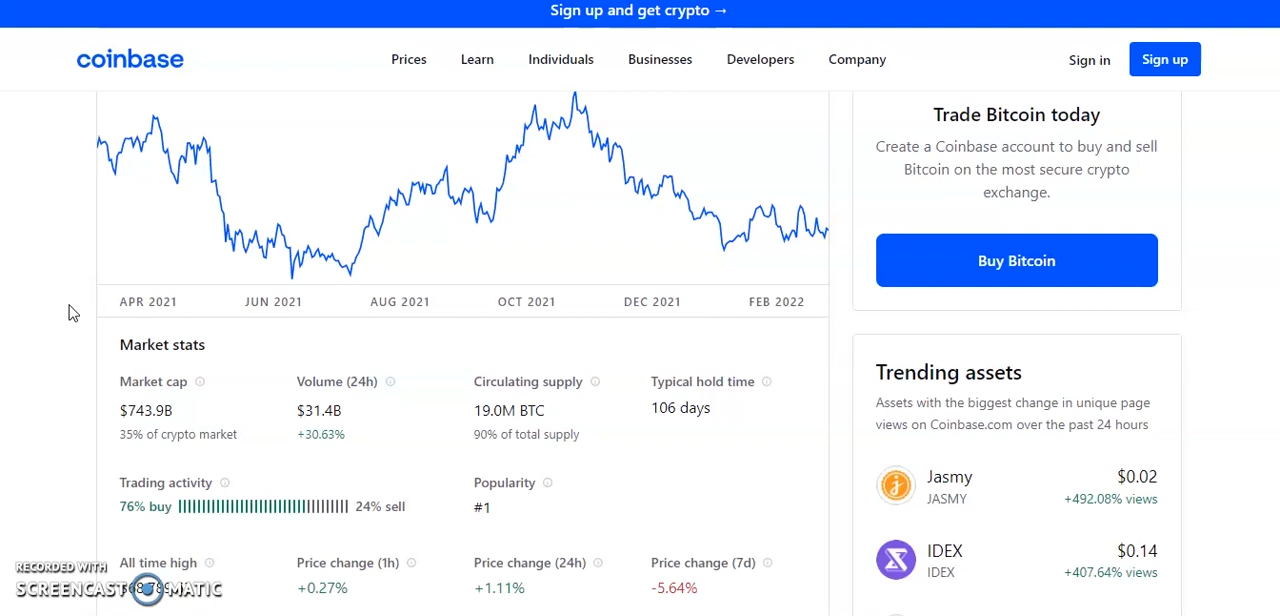 Sign up and get crypto →
coinbase
Prices Learn Individuals Businesses Developers Company Sign in Sign up
APR 2021 JUN 2021 AUG 2021 OCT 2021 DEC 2021 FEB 2022
Market stats
Market cap Volume (24h) Circulating supply Typical hold time
$743.9B $31.4B 19.0M BTC 106 days
35% of crypto market +30.63% 90% of total supply
Trading activity Popularity
76% buy 24% sell #1
All time high Price change (1h) Price change (24h) Price change (7d)
+0.27% +1.11% -5.64%
Trade Bitcoin today
Create a Coinbase account to buy and sell
Bitcoin on the most secure crypto
exchange.
Buy Bitcoin
Trending assets
Assets with the biggest change in unique page
views on Coinbase.com over the past 24 hours
Jasmy $0.02
JASMY +492.08% views
IDEX $0.14
IDEX +407.64% views
RECORDED WITH
SCREENCAST MATIC